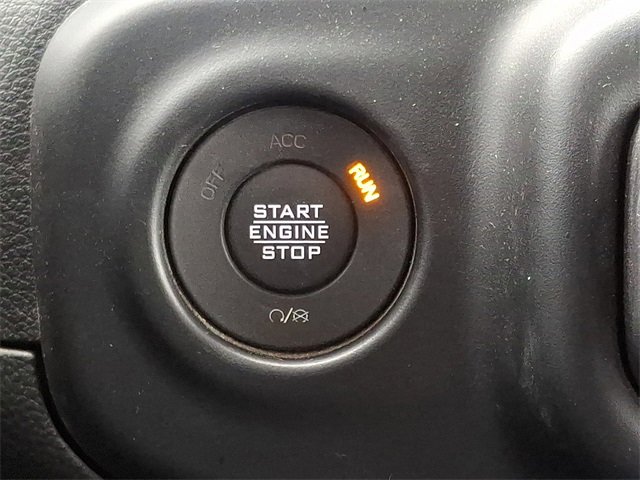 ACC
OFF
RUN
START
ENGINE
STOP